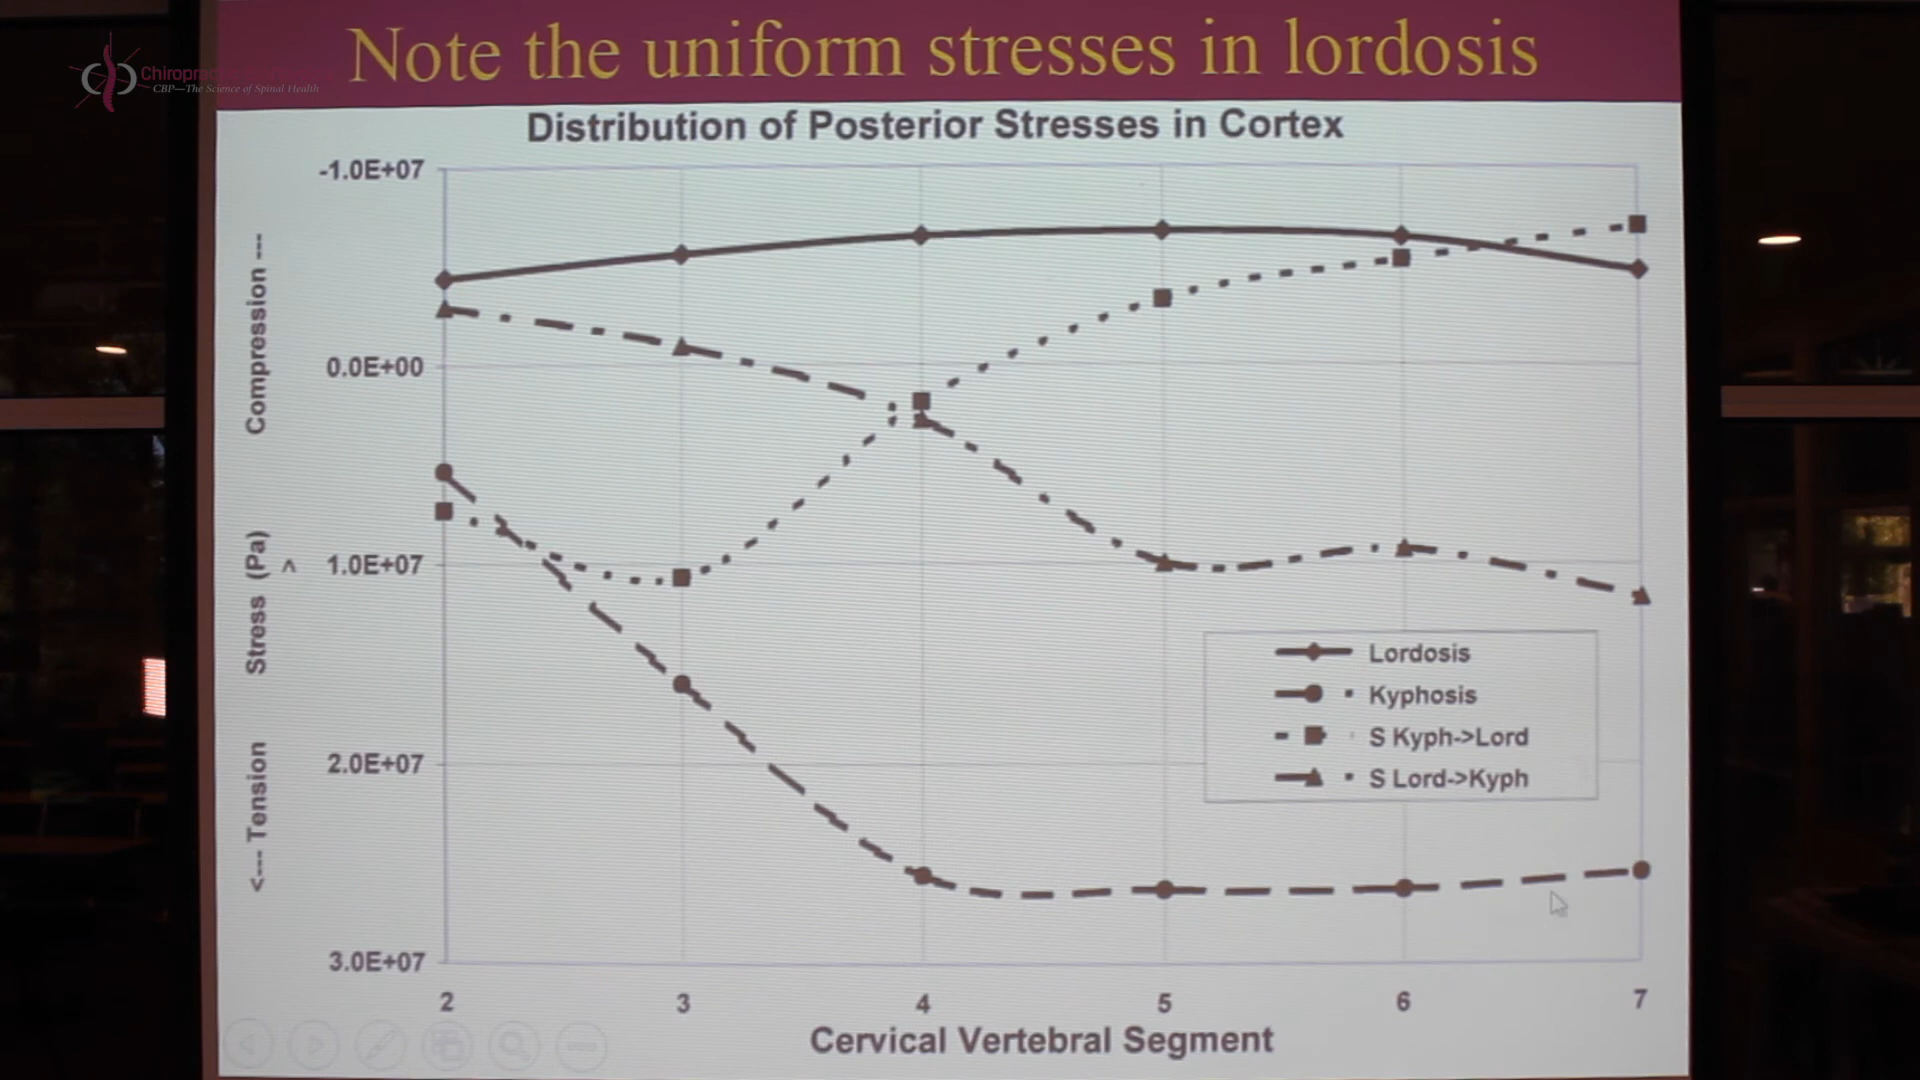 Note the uniform stresses in lordosis
CBP—The Science of Spinal Health
Distribution of Posterior Stresses in Cortex
-1.0E+07
0.0E+00
1.0E+07
2.0E+07
3.0E+07
Compression ---
Stress (Pa)
>
<--- Tension
Lordosis
Kyphosis
S Kyph->Lord
S Lord->Kyph
2 3 4 5 6 7
Cervical Vertebral Segment